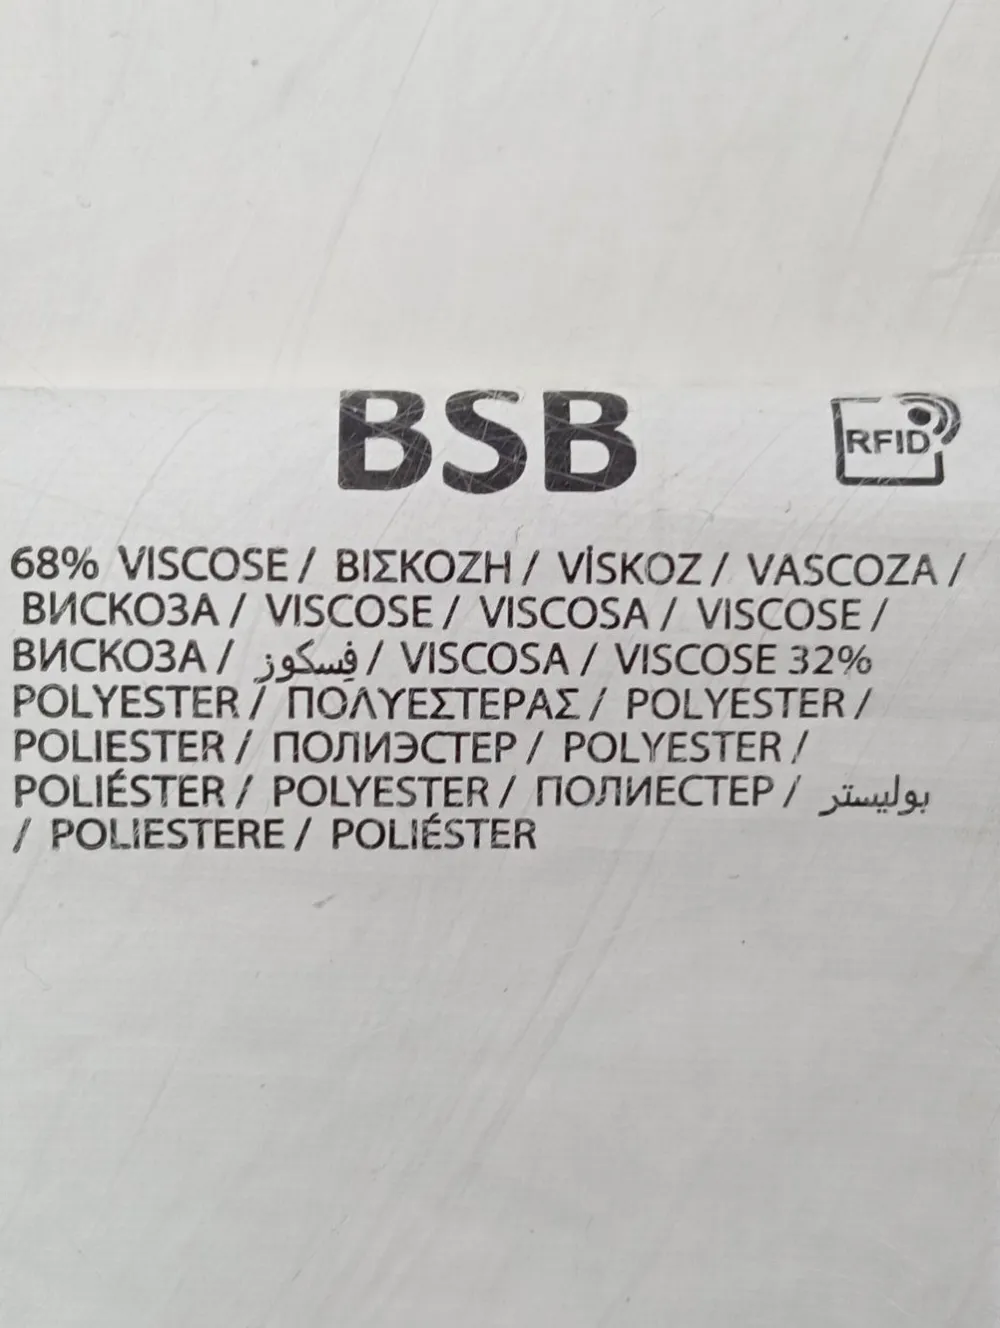 BSB
RFID
68% VISCOSE / ΒΙΣΚΟΖΗ / VİSKOZ / VASCOZA /
ВИСКОЗА / VISCOSE / VISCOSA / VISCOSE /
ВИСКОЗА / فِسكوز / VISCOSA / VISCOSE 32%
POLYESTER / ΠΟΛΥΕΣΤΕΡΑΣ / POLYESTER /
POLIESTER / ПОЛИЭСТЕР / POLYESTER /
POLIÉSTER / POLYESTER / ПОЛИЕСТЕР / بوليستر
/ POLIESTERE / POLIÉSTER